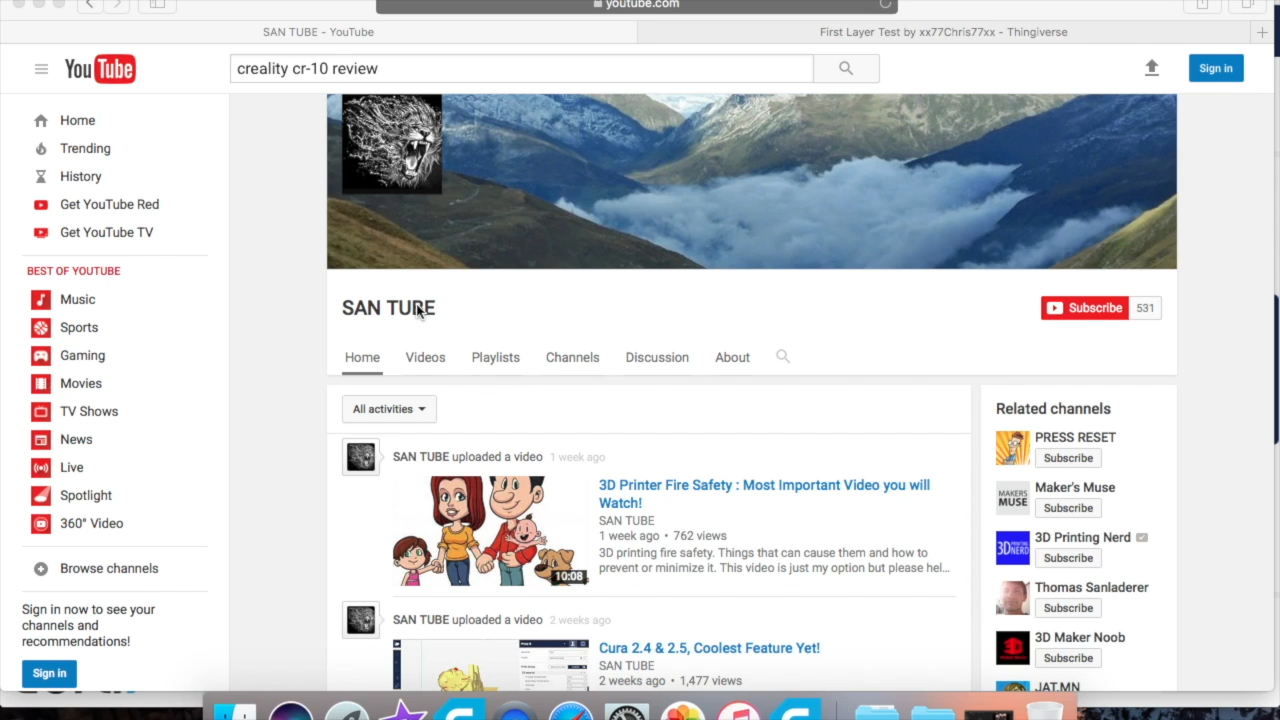 youtube.com
SAN TUBE - YouTube
First Layer Test by xx77Chris77xx - Thingiverse
YouTube
creality cr-10 review
Sign in
Home
Trending
History
Get YouTube Red
Get YouTube TV
BEST OF YOUTUBE
Music
Sports
Gaming
Movies
TV Shows
News
Live
Spotlight
360° Video
Browse channels
Sign in now to see your
channels and
recommendations!
Sign in
SAN TUBE
Subscribe 531
Home Videos Playlists Channels Discussion About
All activities
SAN TUBE uploaded a video 1 week ago
10:08
3D Printer Fire Safety : Most Important Video you will
Watch!
SAN TUBE
1 week ago • 762 views
3D printing fire safety. Things that can cause them and how to
prevent or minimize it. This video is just my option but please hel...
SAN TUBE uploaded a video 2 weeks ago
Cura 2.4 & 2.5, Coolest Feature Yet!
SAN TUBE
2 weeks ago • 1,477 views
Related channels
PRESS RESET
Subscribe
MAKERS
MUSE
Maker's Muse
Subscribe
3D PRINTING
NERD
3D Printing Nerd
Subscribe
Thomas Sanladerer
Subscribe
3D Maker Noob
Subscribe
JAT.MN